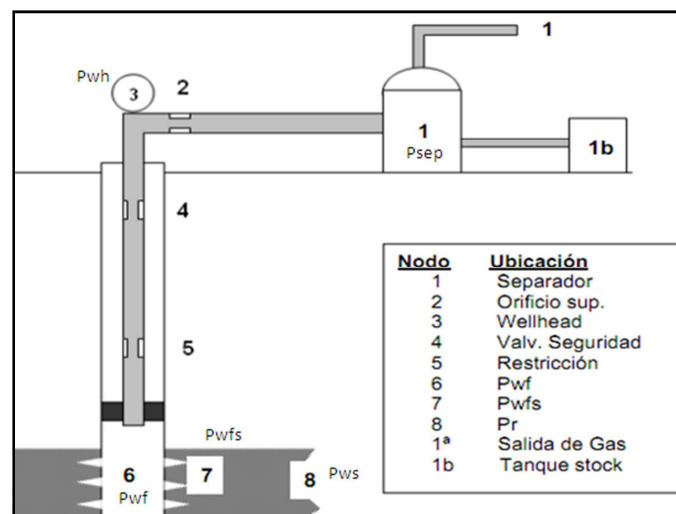 1
Pwh
3
2
1
Psep
1b
4
5
Pwfs
6
Pwf
7
8
Pws
Nodo Ubicación
1 Separador
2 Orificio sup.
3 Wellhead
4 Valv. Seguridad
5 Restricción
6 Pwf
7 Pwfs
8 Pr
1ª Salida de Gas
1b Tanque stock